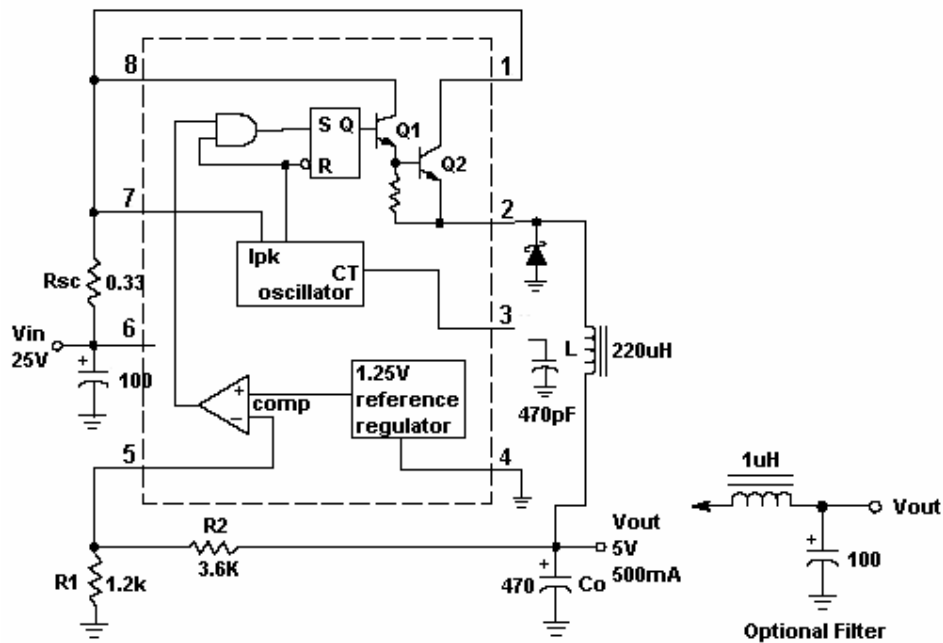 8
1
S Q
R
Q1
Q2
7
2
Ipk
CT
oscillator
Rsc
0.33
3
Vin
25V
6
L
220uH
100
+
1.25V
reference
regulator
470pF
+
−
comp
5
4
1uH
Vout
R2
3.6K
Vout
5V
500mA
+
100
R1
1.2k
+
470
Co
Optional Filter